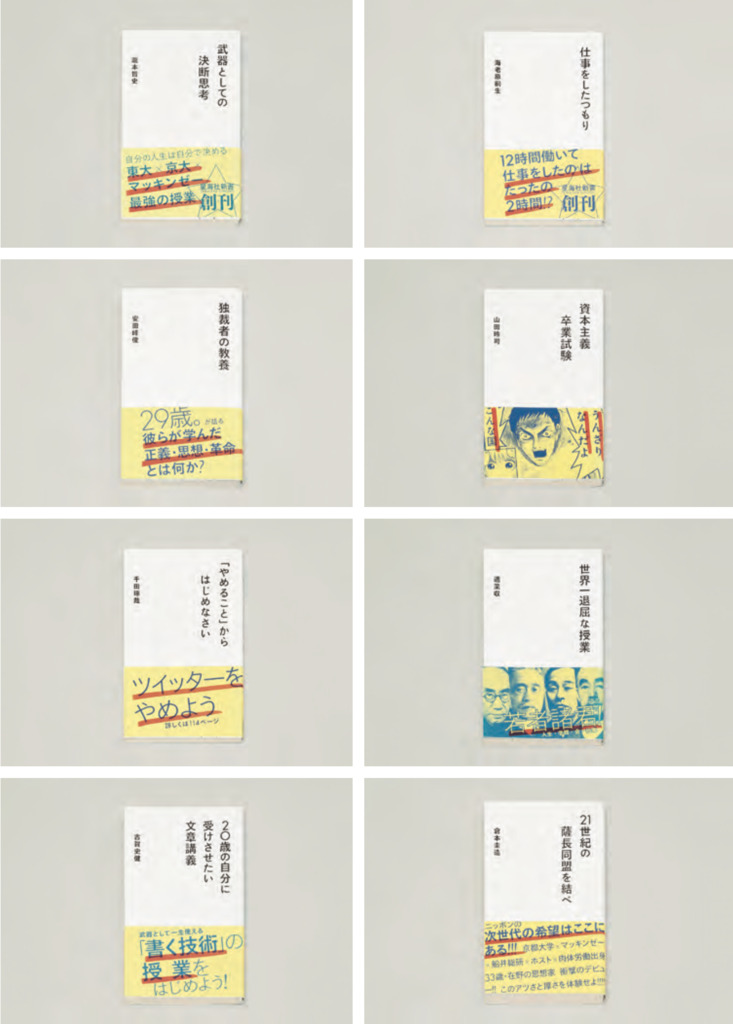 武器としての
決断思考
瀧本哲史
自分の人生は自分で決める
東大×京大×
マッキンゼー
最強の授業
星海社新書
創刊
仕事をしたつもり
海老原嗣生
12時間働いて
仕事をしたのは
たったの
2時間!?
星海社新書
創刊
独裁者の教養
安田峰俊
29歳。が語る
彼らが学んだ
正義・思想・革命
とは何か?
資本主義
卒業試験
山田玲司
うんざり
なんだよ
こんな国
「やめること」から
はじめなさい
千田琢哉
ツイッターを
やめよう
詳しくは114ページ
世界一退屈な授業
適菜収
若者諸君!
20歳の自分に
受けさせたい
文章講義
古賀史健
武器として一生使える
「書く技術」の
授業を
はじめよう!
21世紀の
薩長同盟を結べ
倉本圭造
ニッポンの
次世代の希望はここに
ある!!! 京都大学×マッキンゼー
×船井総研×ホスト×肉体労働出身
33歳・在野の思想家 衝撃のデビュ
ー!! このアツさと厚さを体験せよ!!!!